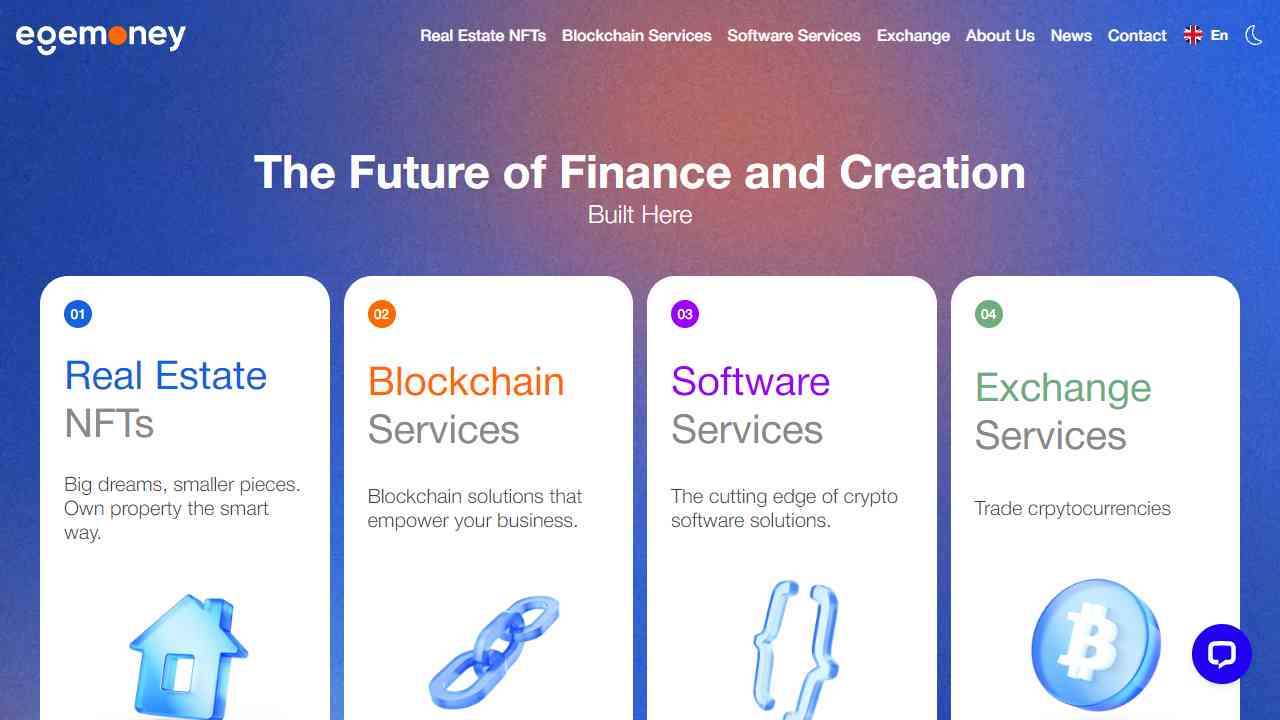 egemoney
Real Estate NFTs Blockchain Services Software Services Exchange About Us News Contact En
The Future of Finance and Creation
Built Here
01
Real Estate
NFTs
Big dreams, smaller pieces.
Own property the smart
way.
02
Blockchain
Services
Blockchain solutions that
empower your business.
03
Software
Services
The cutting edge of crypto
software solutions.
04
Exchange
Services
Trade crpytocurrencies